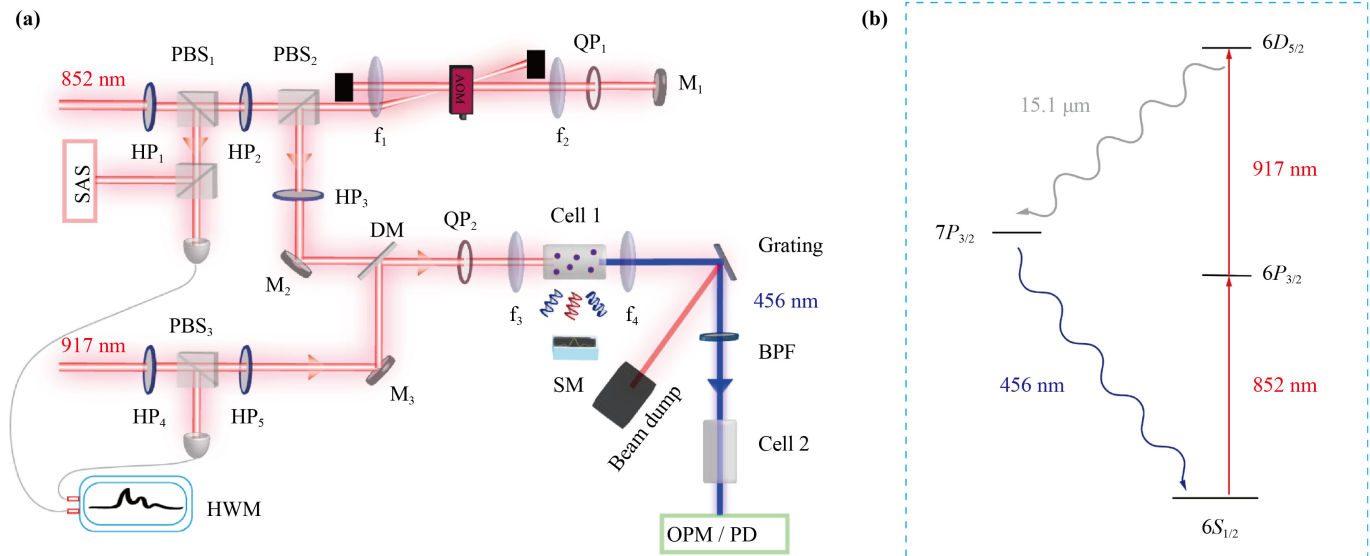 (a)
PBS₁
PBS₂
QP₁
852 nm
AOM
M₁
HP₁
HP₂
f₁
f₂
SAS
HP₃
DM
QP₂
Cell 1
Grating
M₂
456 nm
f₃
f₄
PBS₃
917 nm
BPF
SM
M₃
HP₄
HP₅
Beam dump
Cell 2
HWM
OPM / PD
(b)
6D₅/₂
15.1 μm
917 nm
7P₃/₂
6P₃/₂
456 nm
852 nm
6S₁/₂